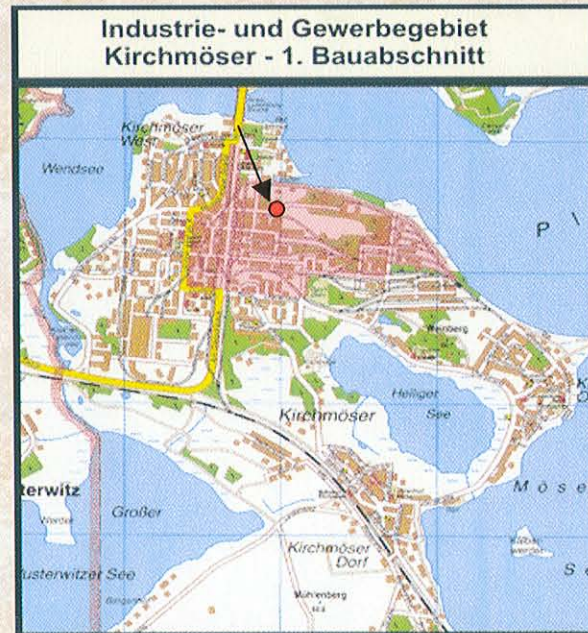 Industrie- und Gewerbegebiet
Kirchmöser - 1. Bauabschnitt
Kirchmöser
West
Wendsee
P
Weinberg
Heiliger
See
Kirchmöser
terwitz
Werder
Großer
Möse
Kirchmöser
Dorf
usterwitzer See
Mühlenberg
S e